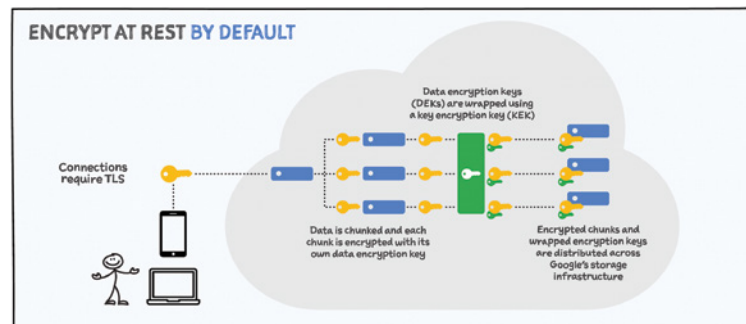 ENCRYPT AT REST BY DEFAULT
Data encryption keys
(DEKs) are wrapped using
a key encryption key (KEK)
Connections
require TLS
Data is chunked and each
chunk is encrypted with its
own data encryption key
Encrypted chunks and
wrapped encryption keys
are distributed across
Google's storage
infrastructure